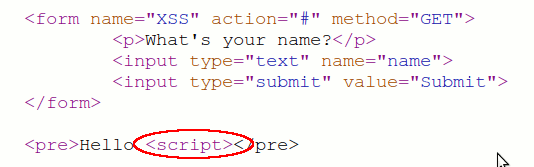 <form name="XSS" action="#" method="GET">
<p>What's your name?</p>
<input type="text" name="name">
<input type="submit" value="Submit">
</form>
<pre>Hello <script></pre>